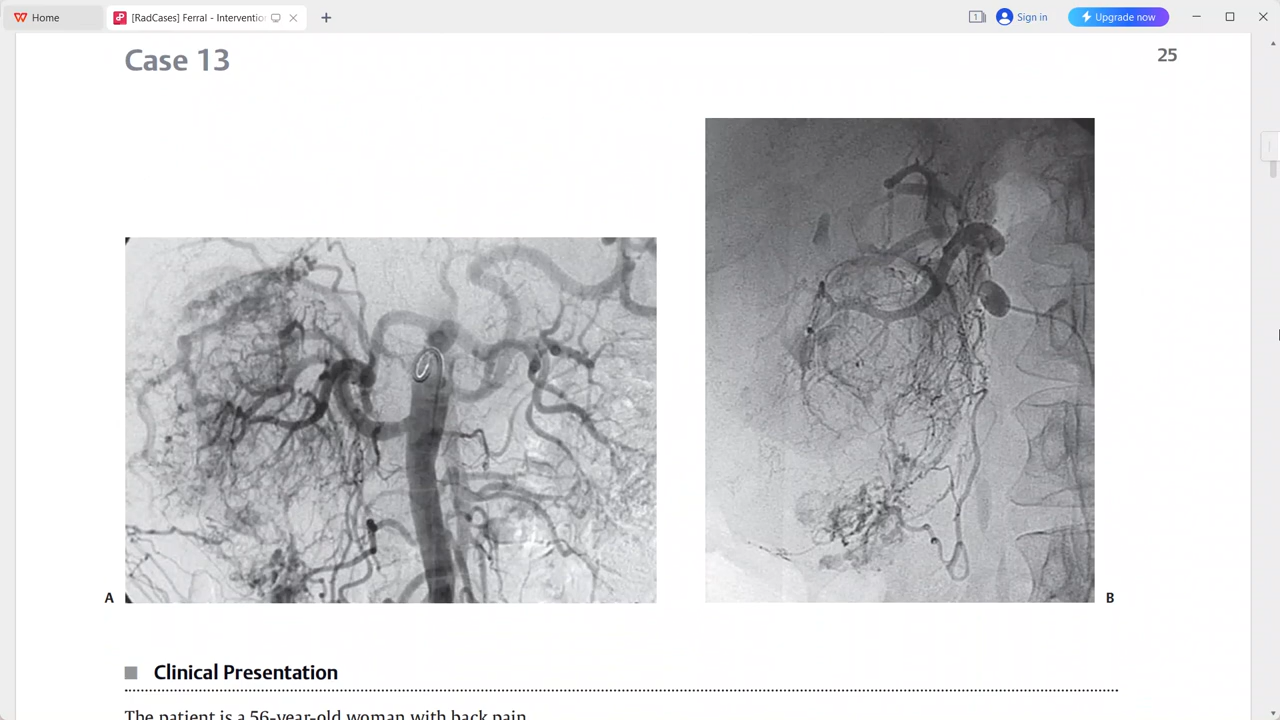 Home
[RadCases] Ferral - Interventio
1
Sign in
Upgrade now
Case 13
25
A
B
Clinical Presentation
The patient is a 56-year-old woman with back pain.